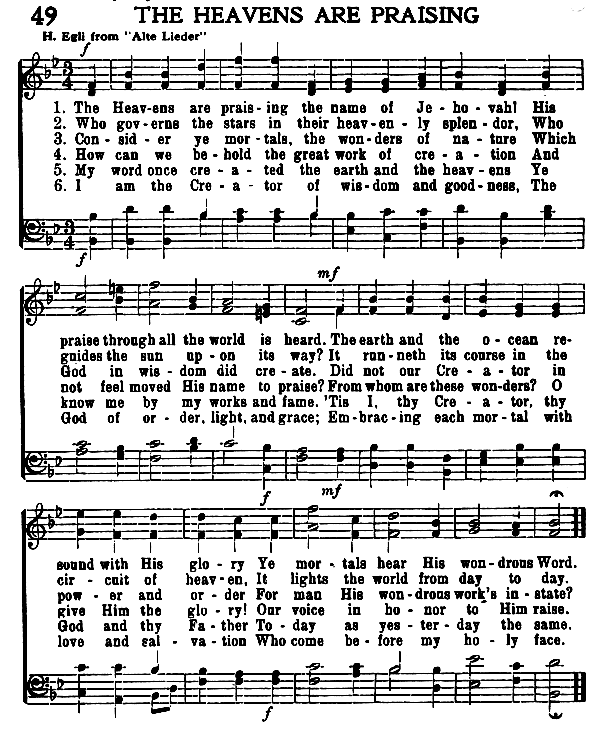 49 THE HEAVENS ARE PRAISING
H. Egli from "Alte Lieder"
f
1. The Heav-ens are prais-ing the name of Je-ho-vah! His
2. Who gov-erns the stars in their heav-en-ly splen-dor, Who
3. Con-sid-er ye mor-tals, the won-ders of na-ture Which
4. How can we be-hold the great work of cre-a-tion And
5. My word once cre-a-ted the earth and the heav-ens Ye
6. I am the Cre-a-tor of wis-dom and good-ness, The
f
mf
praise through all the world is heard. The earth and the o-cean re-
guides the sun up-on its way? It run-neth its course in the
God in wis-dom did cre-ate. Did not our Cre-a-tor in
not feel moved His name to praise? From whom are these won-ders? O
know me by my works and fame. 'Tis I, thy Cre-a-tor, thy
God of or-der, light, and grace; Em-brac-ing each mor-tal with
f mf
sound with His glo-ry Ye mor-tals hear His won-drous Word.
cir-cuit of heav-en, It lights the world from day to day.
pow-er and or-der For man His won-drous work's in-state?
give Him the glo-ry! Our voice in ho-nor to Him raise.
God and thy Fa-ther To-day as yes-ter-day the same.
love and sal-va-tion Who come be-fore my ho-ly face.
f